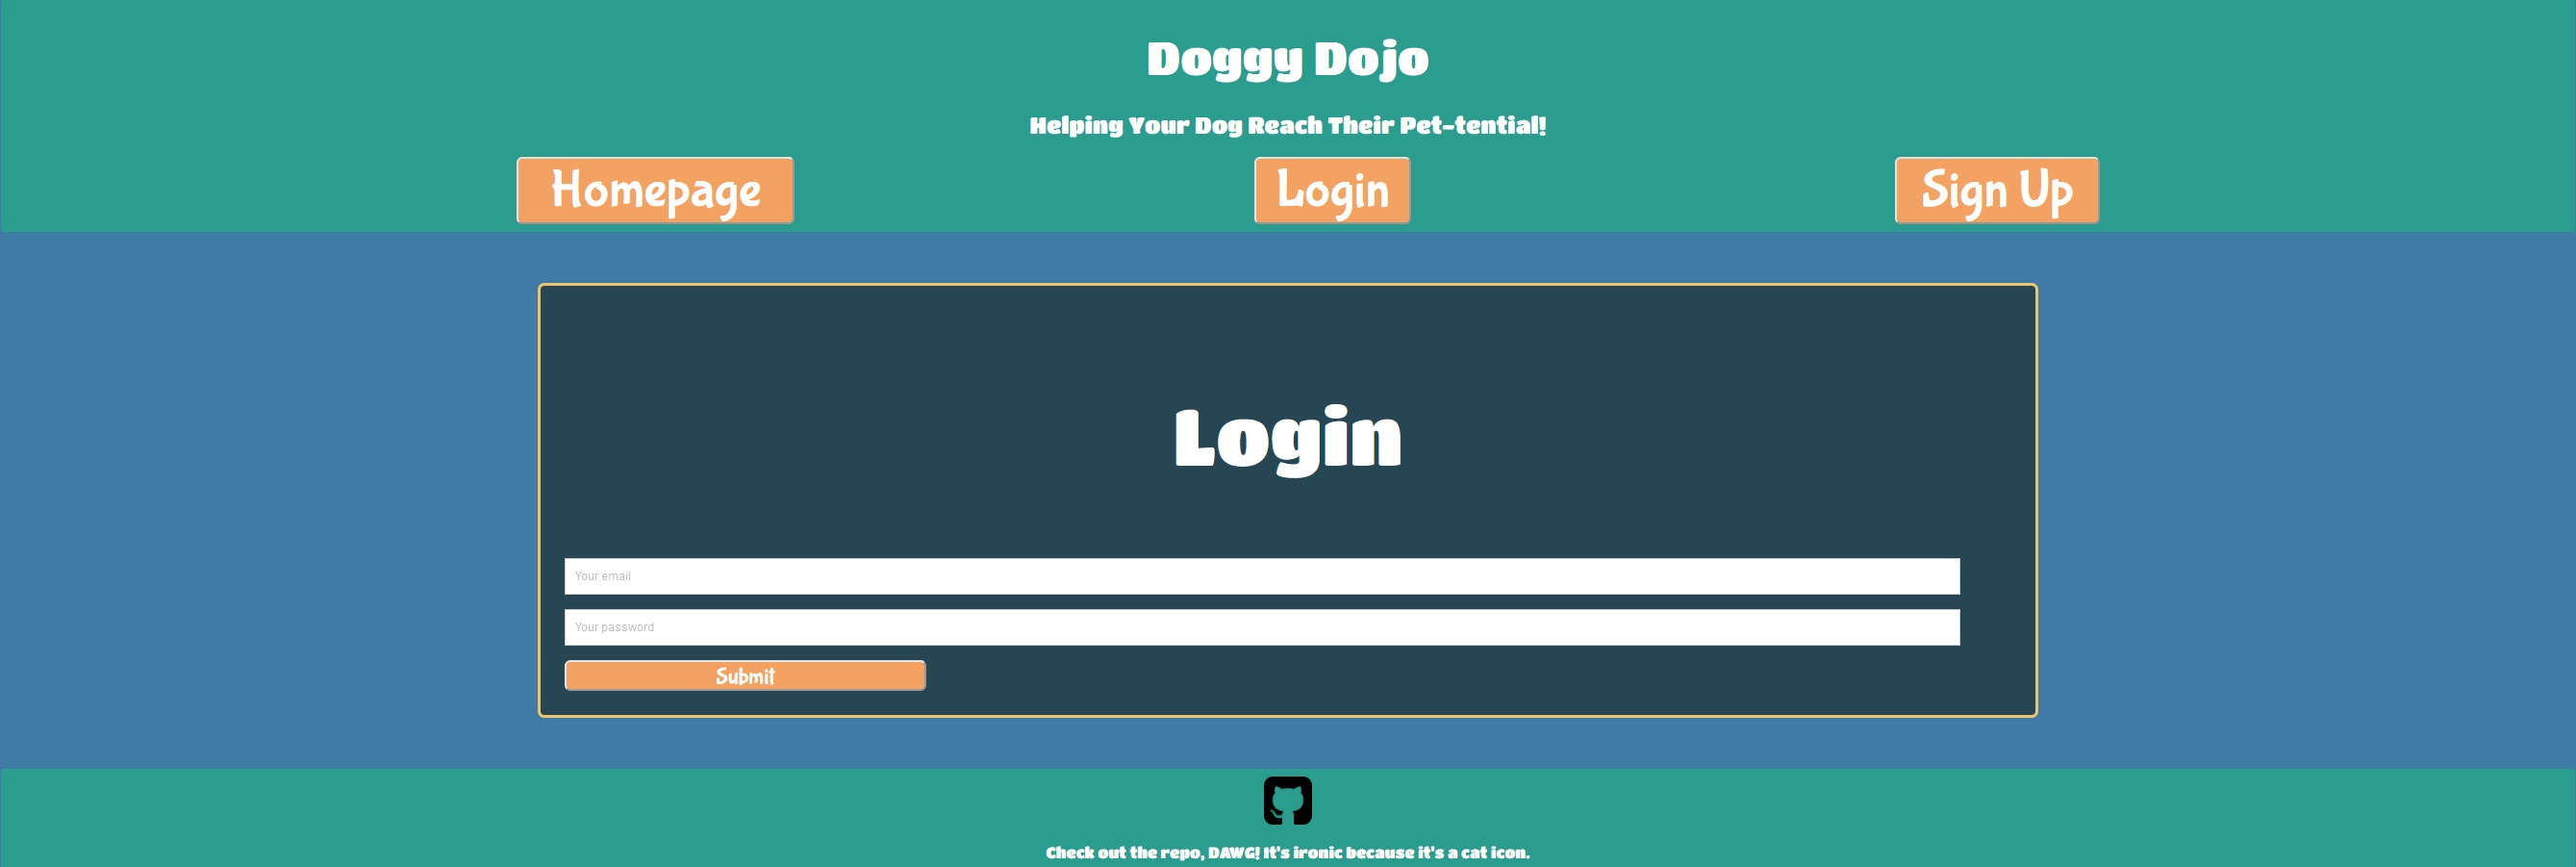 Doggy Dojo
Helping Your Dog Reach Their Pet-tential!
Homepage
Login
Sign Up
Login
Your email
Your password
Submit
Check out the repo, DAWG! It's ironic because it's a cat icon.